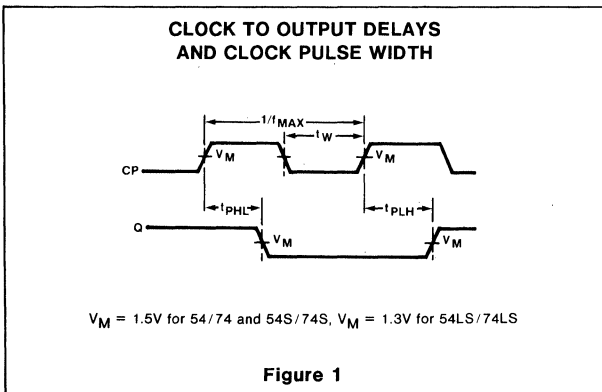 CLOCK TO OUTPUT DELAYS
AND CLOCK PULSE WIDTH
1/fMAX
tW
VM
VM
CP
tPHL
tPLH
Q
VM
VM
VM = 1.5V for 54/74 and 54S/74S, VM = 1.3V for 54LS/74LS
Figure 1